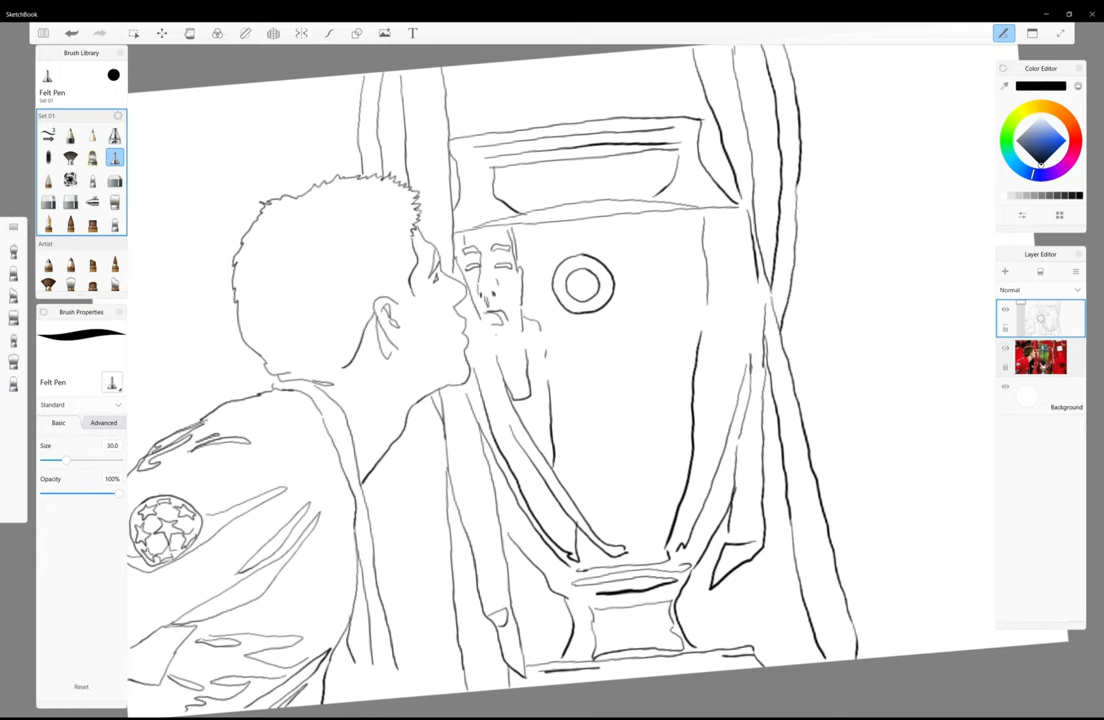 SketchBook
T
Brush Library
Felt Pen
Set 01
Set 01
Artist
Brush Properties
Felt Pen
Standard
Basic
Advanced
Size
30.0
Opacity
100%
Reset
Color Editor
Layer Editor
Normal
Background